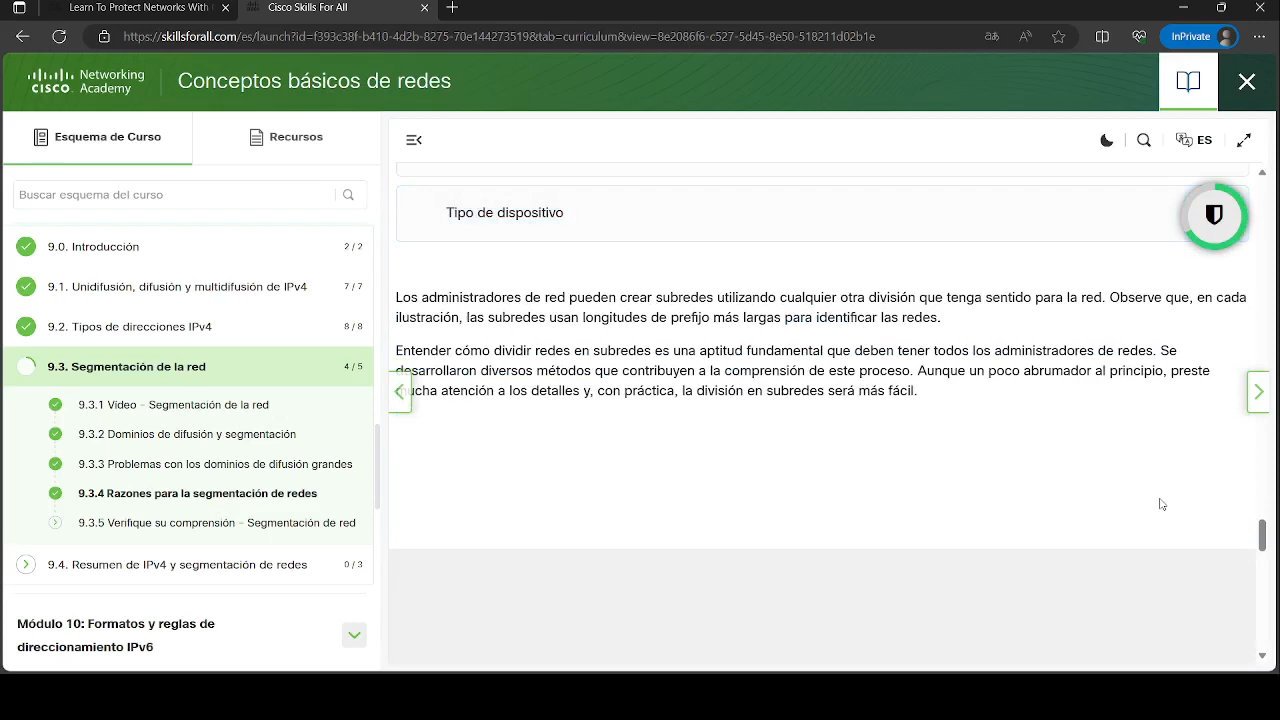 Learn To Protect Networks With
Cisco Skills For All
https://skillsforall.com/es/launch?id=f393c38f-b410-4d2b-8275-70e144273519&tab=curriculum&view=8e2086f6-c527-5d45-8e50-518211d02b1e
InPrivate
CISCO Networking Academy
Conceptos básicos de redes
Esquema de Curso
Recursos
ES
Buscar esquema del curso
9.0. Introducción 2 / 2
9.1. Unidifusión, difusión y multidifusión de IPv4 7 / 7
9.2. Tipos de direcciones IPv4 8 / 8
9.3. Segmentación de la red 4 / 5
9.3.1 Video - Segmentación de la red
9.3.2 Dominios de difusión y segmentación
9.3.3 Problemas con los dominios de difusión grandes
9.3.4 Razones para la segmentación de redes
9.3.5 Verifique su comprensión - Segmentación de red
9.4. Resumen de IPv4 y segmentación de redes 0 / 3
Módulo 10: Formatos y reglas de
direccionamiento IPv6
Tipo de dispositivo
Los administradores de red pueden crear subredes utilizando cualquier otra división que tenga sentido para la red. Observe que, en cada
ilustración, las subredes usan longitudes de prefijo más largas para identificar las redes.
Entender cómo dividir redes en subredes es una aptitud fundamental que deben tener todos los administradores de redes. Se
desarrollaron diversos métodos que contribuyen a la comprensión de este proceso. Aunque un poco abrumador al principio, preste
mucha atención a los detalles y, con práctica, la división en subredes será más fácil.